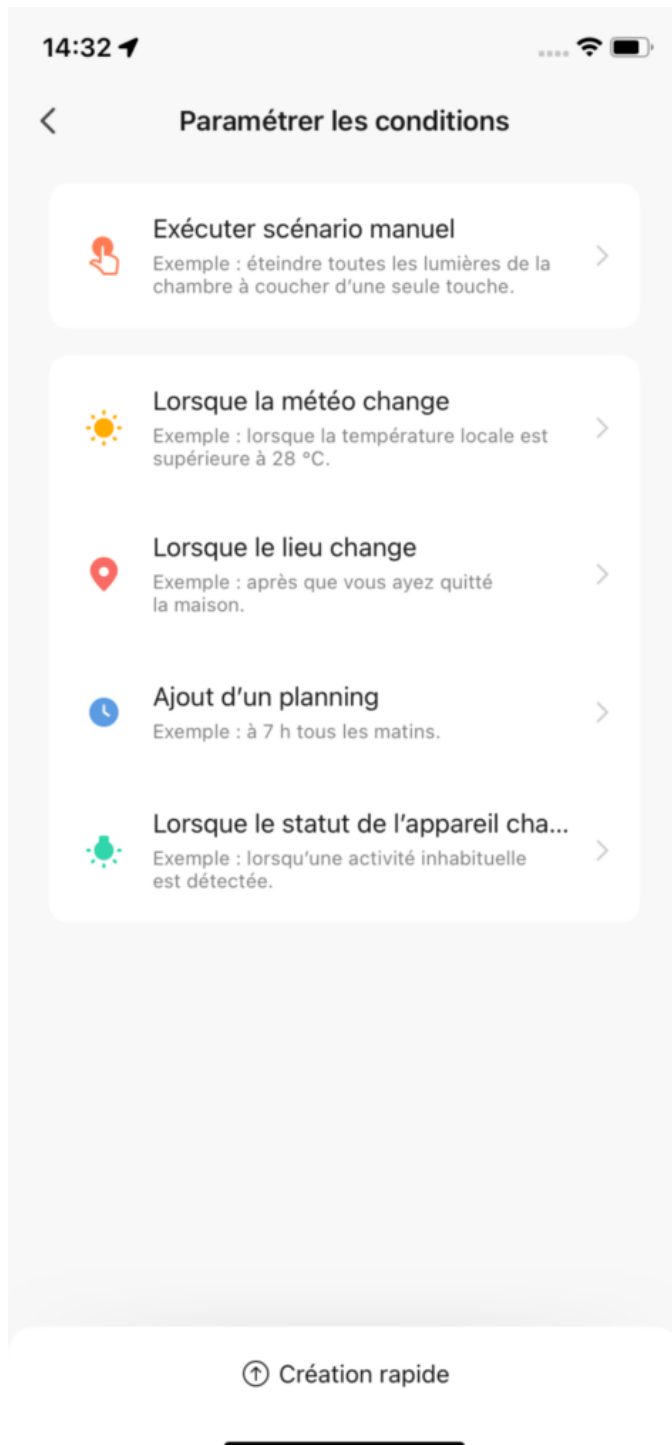 14:32
Paramétrer les conditions
Exécuter scénario manuel
Exemple : éteindre toutes les lumières de la
chambre à coucher d’une seule touche.
Lorsque la météo change
Exemple : lorsque la température locale est
supérieure à 28 °C.
Lorsque le lieu change
Exemple : après que vous ayez quitté
la maison.
Ajout d’un planning
Exemple : à 7 h tous les matins.
Lorsque le statut de l’appareil cha...
Exemple : lorsqu’une activité inhabituelle
est détectée.
Création rapide